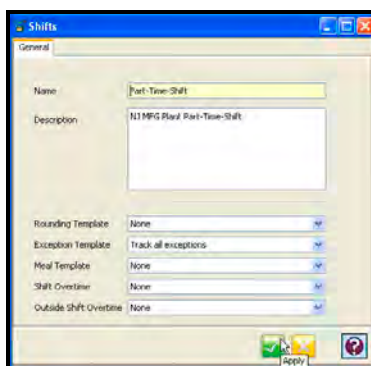 Shifts
General
Name Part-Time-Shift
Description NJ MFG Plant Part-Time-Shift
Rounding Template None
Exception Template Track all exceptions
Meal Template None
Shift Overtime None
Outside Shift Overtime None
Apply